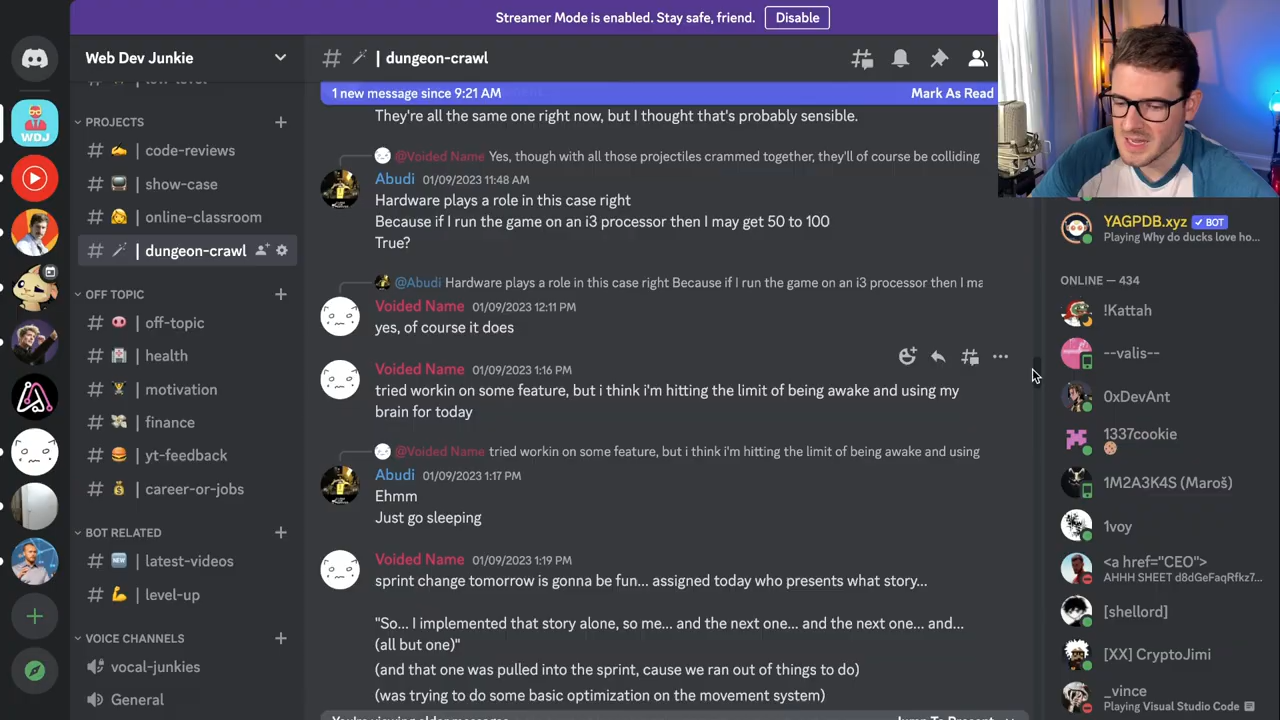 Streamer Mode is enabled. Stay safe, friend.
Disable
Web Dev Junkie
PROJECTS
code-reviews
show-case
online-classroom
| dungeon-crawl
OFF TOPIC
| off-topic
| health
| motivation
| finance
| yt-feedback
| career-or-jobs
BOT RELATED
| latest-videos
| level-up
VOICE CHANNELS
vocal-junkies
General
WDJ
| dungeon-crawl
1 new message since 9:21 AM
Mark As Read
They're all the same one right now, but I thought that's probably sensible.
@Voided Name Yes, though with all those projectiles crammed together, they'll of course be colliding
Abudi 01/09/2023 11:48 AM
Hardware plays a role in this case right
Because if I run the game on an i3 processor then I may get 50 to 100
True?
@Abudi Hardware plays a role in this case right Because if I run the game on an i3 processor then I ma
Voided Name 01/09/2023 12:11 PM
yes, of course it does
Voided Name 01/09/2023 1:16 PM
tried workin on some feature, but i think i'm hitting the limit of being awake and using my
brain for today
@Voided Name tried workin on some feature, but i think i'm hitting the limit of being awake and using
Abudi 01/09/2023 1:17 PM
Ehmm
Just go sleeping
Voided Name 01/09/2023 1:19 PM
sprint change tomorrow is gonna be fun... assigned today who presents what story...
"So... I implemented that story alone, so me... and the next one... and the next one... and...
(all but one)"
(and that one was pulled into the sprint, cause we ran out of things to do)
(was trying to do some basic optimization on the movement system)
YAGPDB.xyz BOT
Playing Why do ducks love ho...
ONLINE — 434
!Kattah
--valis--
0xDevAnt
1337cookie
1M2A3K4S (Maroš)
1voy
<a href="CEO">
AHHH SHEET d8dGeFaqRfkz7...
[shellord]
[XX] CryptoJimi
_vince
Playing Visual Studio Code